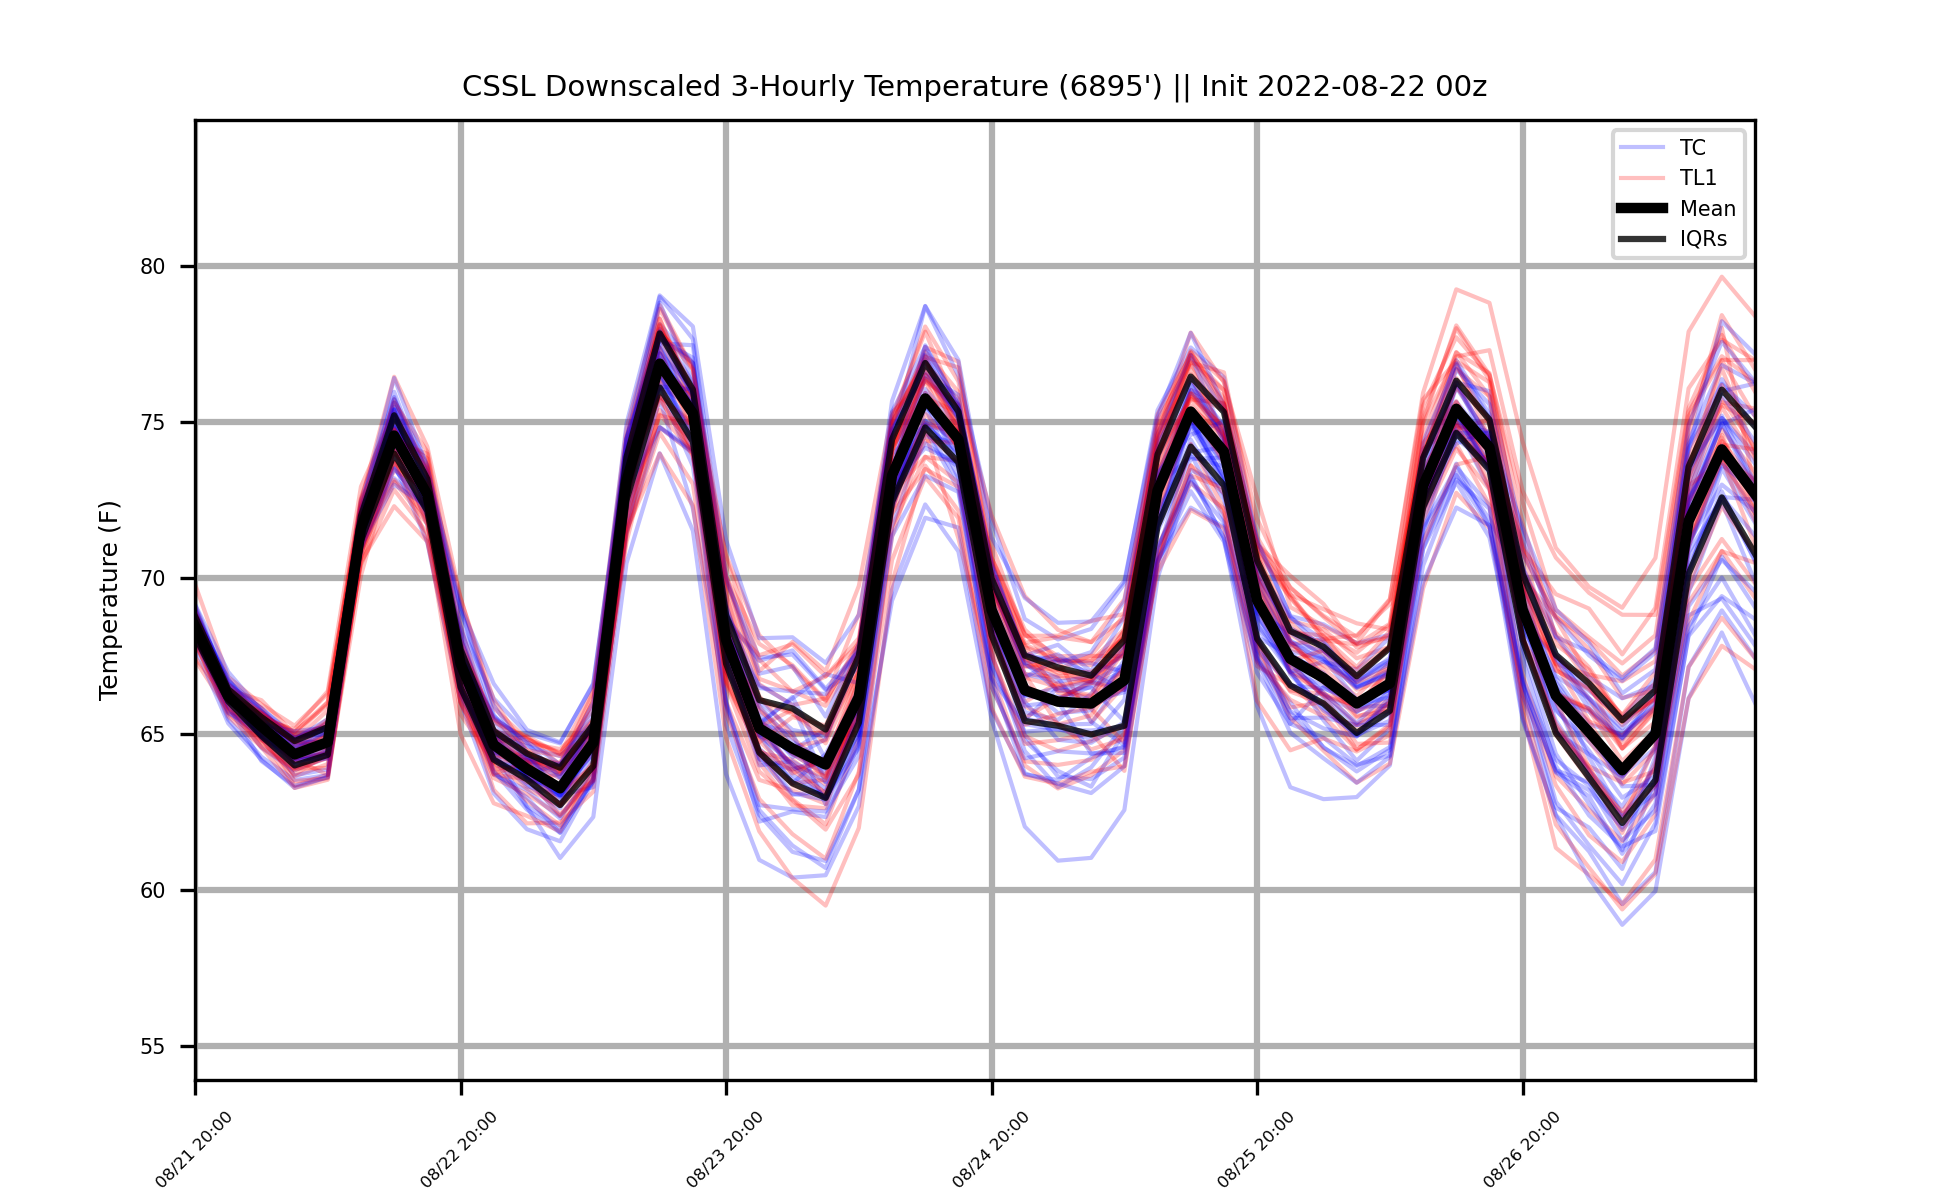 CSSL Downscaled 3-Hourly Temperature (6895') || Init 2022-08-22 00z
TC
TL1
Mean
IQRs
Temperature (F)
80
75
70
65
60
55
08/21 20:00
08/22 20:00
08/23 20:00
08/24 20:00
08/25 20:00
08/26 20:00